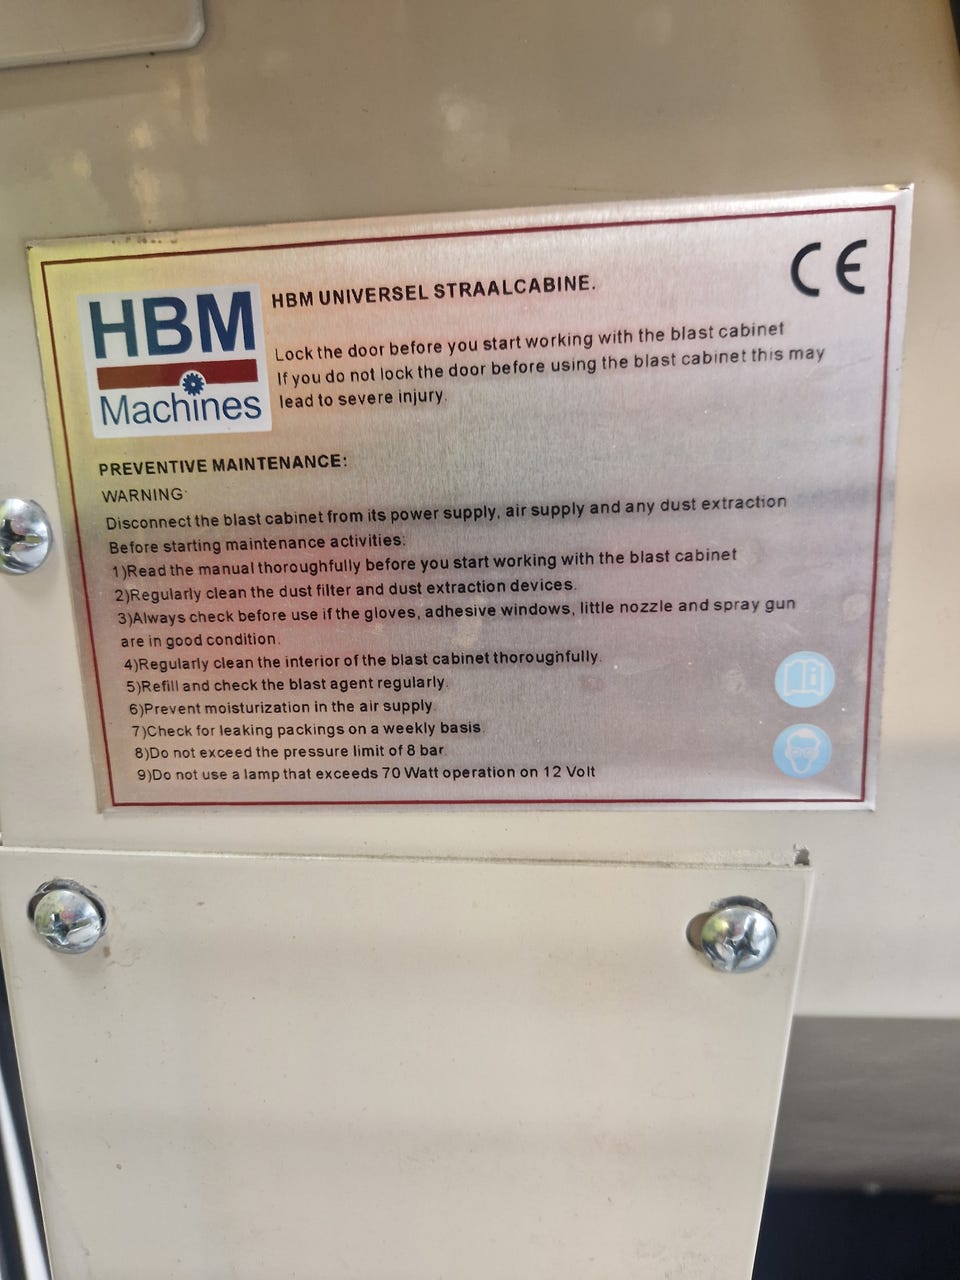 HBM
Machines
HBM UNIVERSEL STRAALCABINE.
CE
Lock the door before you start working with the blast cabinet
If you do not lock the door before using the blast cabinet this may
lead to severe injury.
PREVENTIVE MAINTENANCE:
WARNING:
Disconnect the blast cabinet from its power supply, air supply and any dust extraction
Before starting maintenance activities:
1)Read the manual thoroughfully before you start working with the blast cabinet
2)Regularly clean the dust filter and dust extraction devices.
3)Always check before use if the gloves, adhesive windows, little nozzle and spray gun
are in good condition.
4)Regularly clean the interior of the blast cabinet thoroughfully.
5)Refill and check the blast agent regularly.
6)Prevent moisturization in the air supply.
7)Check for leaking packings on a weekly basis.
8)Do not exceed the pressure limit of 8 bar.
9)Do not use a lamp that exceeds 70 Watt operation on 12 Volt